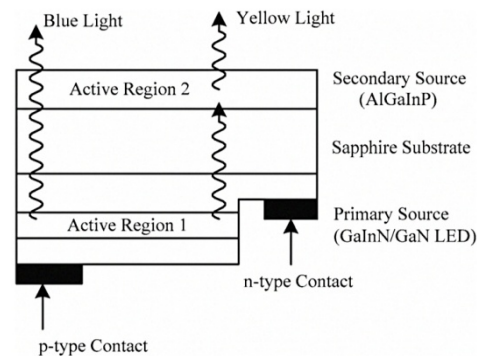 Blue Light
Yellow Light
Active Region 2
Secondary Source
(AlGaInP)
Sapphire Substrate
Active Region 1
Primary Source
(GaInN/GaN LED)
n-type Contact
p-type Contact